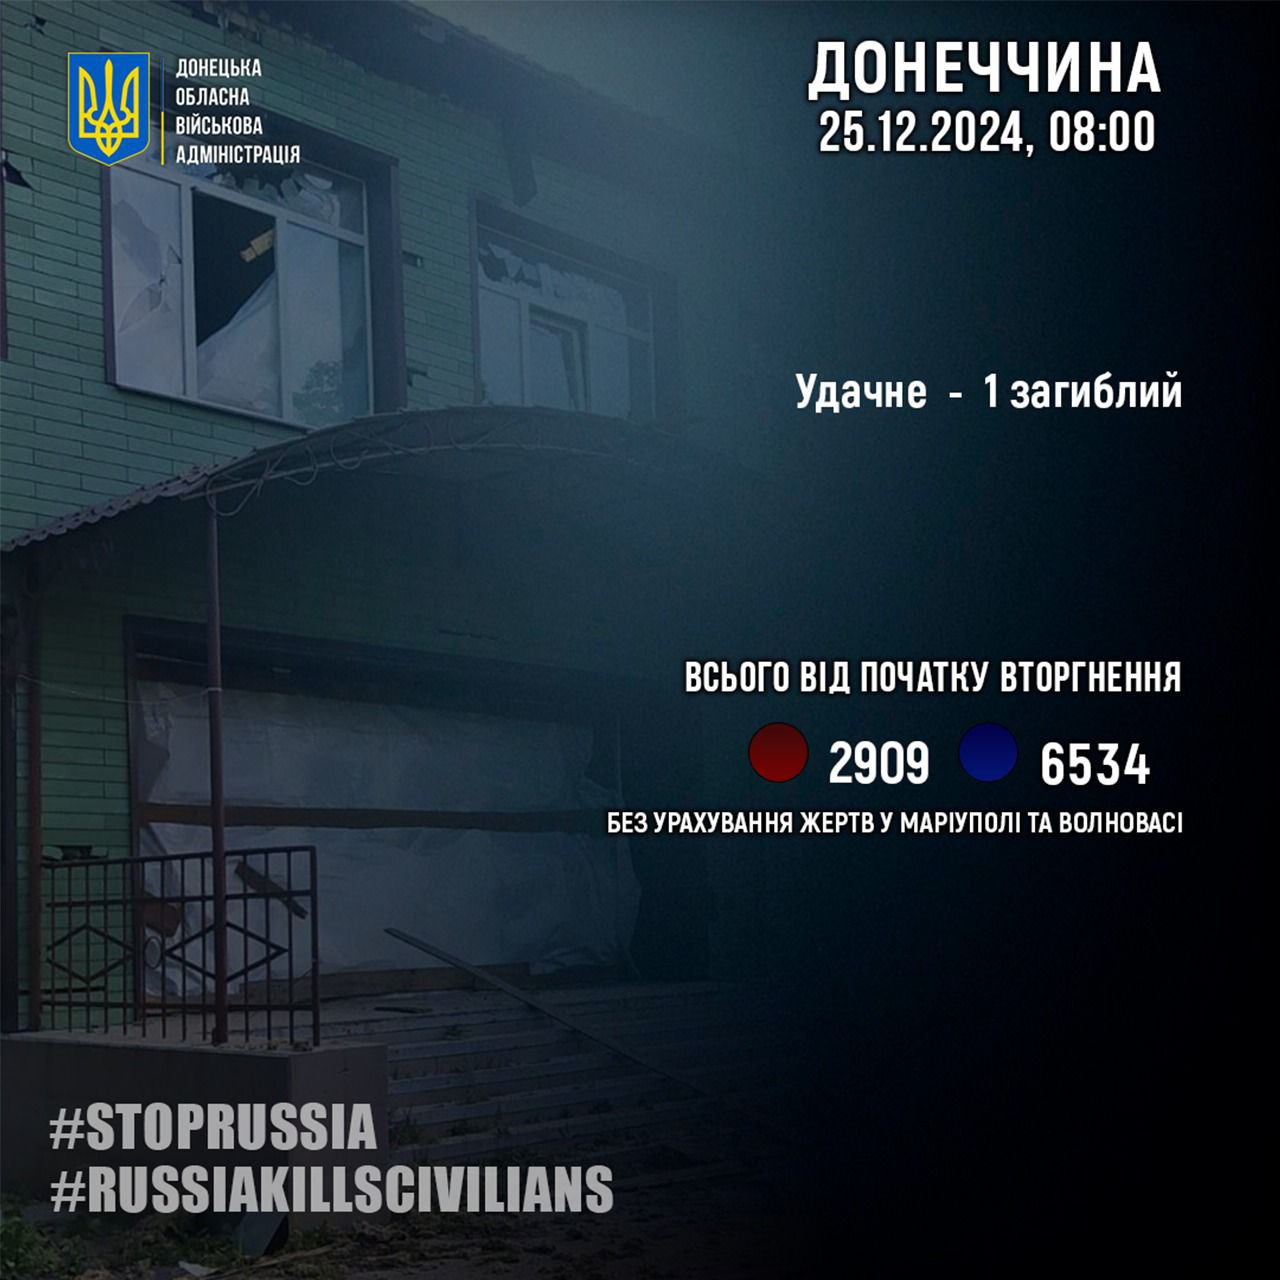 ДОНЕЦЬКА
ОБЛАСНА
ВІЙСЬКОВА
АДМІНІСТРАЦІЯ
ДОНЕЧЧИНА
25.12.2024, 08:00
Удачне - 1 загиблий
ВСЬОГО ВІД ПОЧАТКУ ВТОРГНЕННЯ
2909 6534
БЕЗ УРАХУВАННЯ ЖЕРТВ У МАРІУПОЛІ ТА ВОЛНОВАСІ
#STOPRUSSIA
#RUSSIAKILLSCIVILIANS